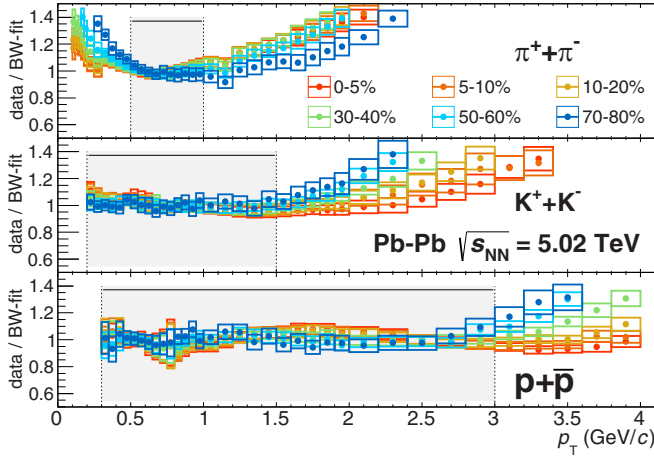 data / BW-fit
1.4
1.2
1
0.8
0.6
π⁺+π⁻
0-5%
5-10%
10-20%
30-40%
50-60%
70-80%
data / BW-fit
1.4
1.2
1
0.8
0.6
K⁺+K⁻
Pb-Pb √s_NN = 5.02 TeV
data / BW-fit
1.4
1.2
1
0.8
0.6
p+p̅
0 0.5 1 1.5 2 2.5 3 3.5 4
p_T (GeV/c)